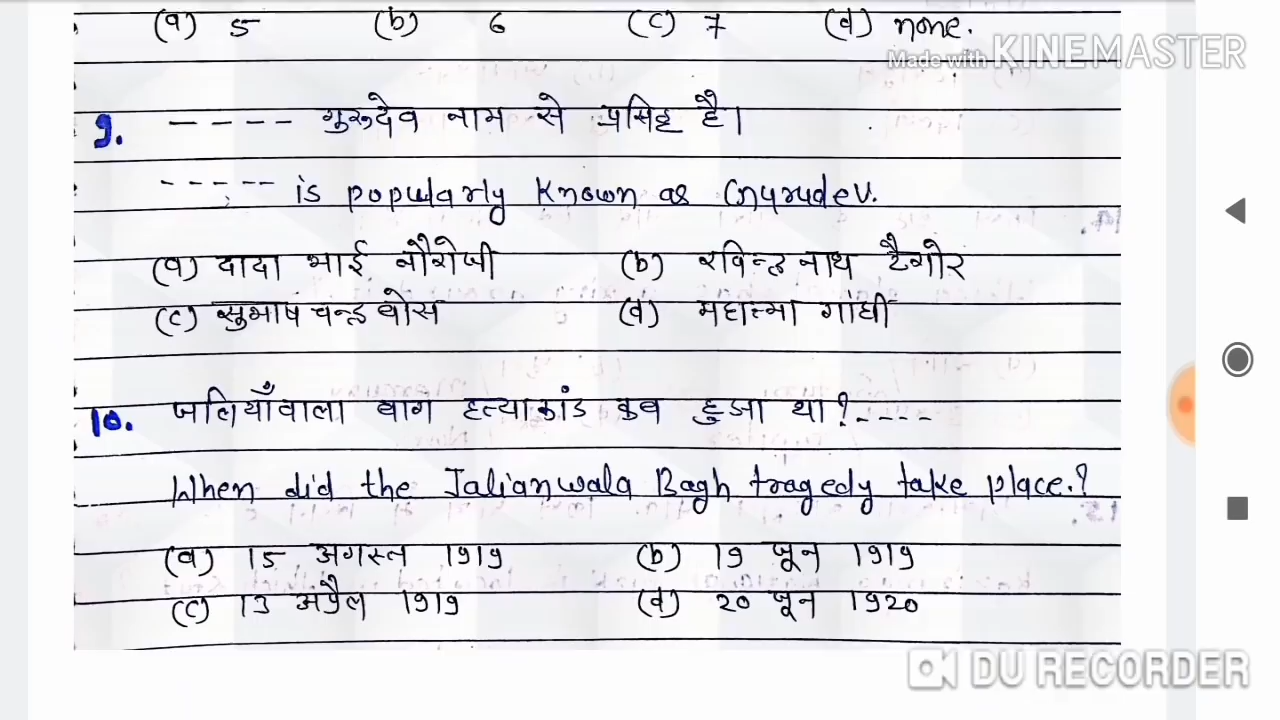 (a) 5 (b) 6 (c) 7 (d) none.
Made with KINEMASTER
9. ---- गुरुदेव नाम से प्रसिद्ध है।
----- is popularly Known as Gnurudev.
(a) दादा भाई नौरोजी (b) रविन्द्र नाथ टैगोर
(c) सुभाष चन्द्र बोस (d) महात्मा गांधी
10. जलियाँवाला बाग हत्याकांड कब हुआ था?----
When did the Jalianwala Bagh tragedy take place.?
(a) 15 अगस्त 1919 (b) 19 जून 1919
(c) 13 अप्रैल 1919 (d) 20 जून 1920
DU RECORDER